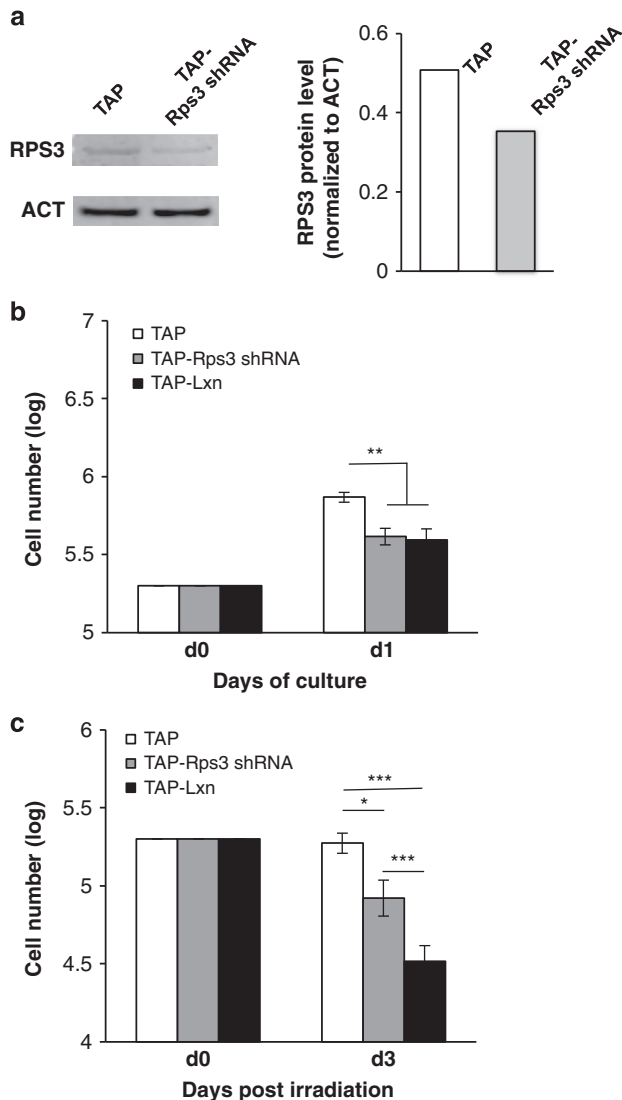 a
TAP
TAP-
Rps3 shRNA
RPS3
ACT
RPS3 protein level
(normalized to ACT)
0.6
0.4
0.2
0
TAP
TAP-
Rps3 shRNA
b
Cell number (log)
7
6.5
6
5.5
5
TAP
TAP-Rps3 shRNA
TAP-Lxn
**
d0
d1
Days of culture
c
Cell number (log)
6
5.5
5
4.5
4
TAP
TAP-Rps3 shRNA
TAP-Lxn
***
*
***
d0
d3
Days post irradiation